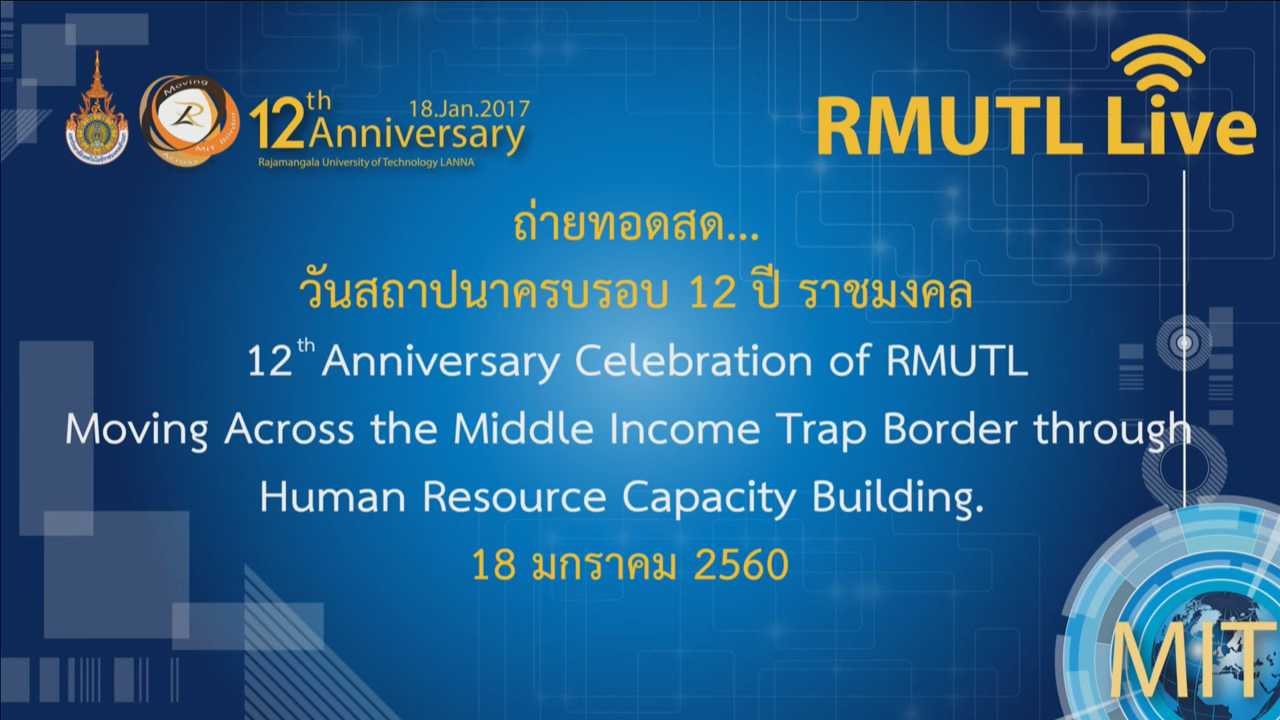 12th Anniversary
18.Jan.2017
Rajamangala University of Technology LANNA
Moving
Across MIT Border
RMUTL Live
ถ่ายทอดสด...
วันสถาปนาครบรอบ 12 ปี ราชมงคล
12th Anniversary Celebration of RMUTL
Moving Across the Middle Income Trap Border through
Human Resource Capacity Building.
18 มกราคม 2560
MIT